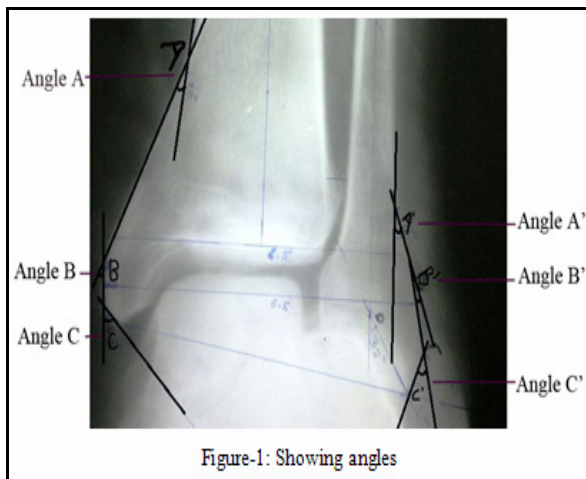 Angle A
A
Angle A'
A'
Angle B
B
Angle B'
B'
Angle C
C
Angle C'
C'
Figure-1: Showing angles